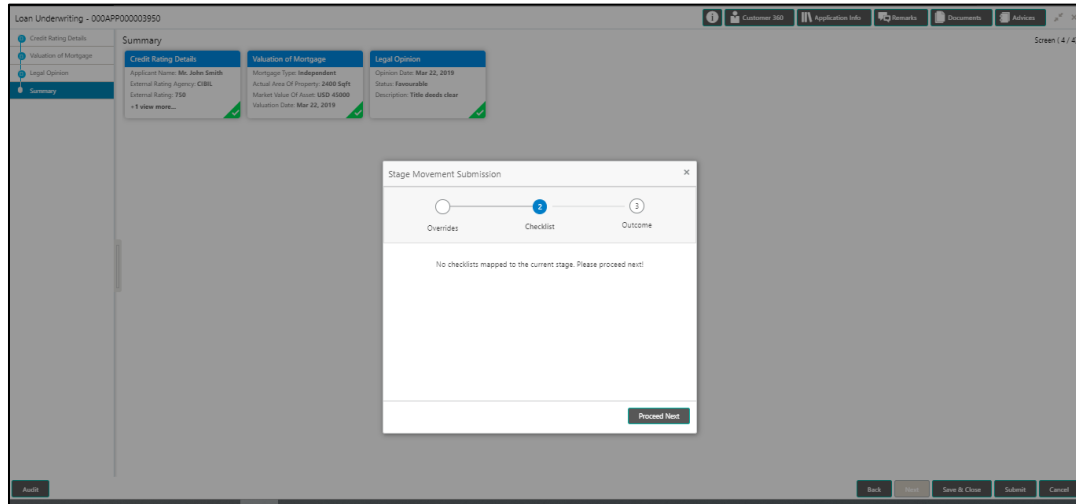 Loan Underwriting - 000APP000003950
Customer 360
Application Info
Remarks
Documents
Advices
Credit Rating Details
Valuation of Mortgage
Legal Opinion
Summary
Summary
Screen ( 4 / 4)
Credit Rating Details
Applicant Name: Mr. John Smith
External Rating Agency: CIBIL
External Rating: 750
+1 view more...
Valuation of Mortgage
Mortgage Type: Independent
Actual Area Of Property: 2400 Sqft
Market Value Of Asset: USD 45000
Valuation Date: Mar 22, 2019
Legal Opinion
Opinion Date: Mar 22, 2019
Status: Favourable
Description: Title deeds clear
Stage Movement Submission
2
3
Overrides
Checklist
Outcome
No checklists mapped to the current stage. Please proceed next!
Proceed Next
Audit
Back
Next
Save & Close
Submit
Cancel